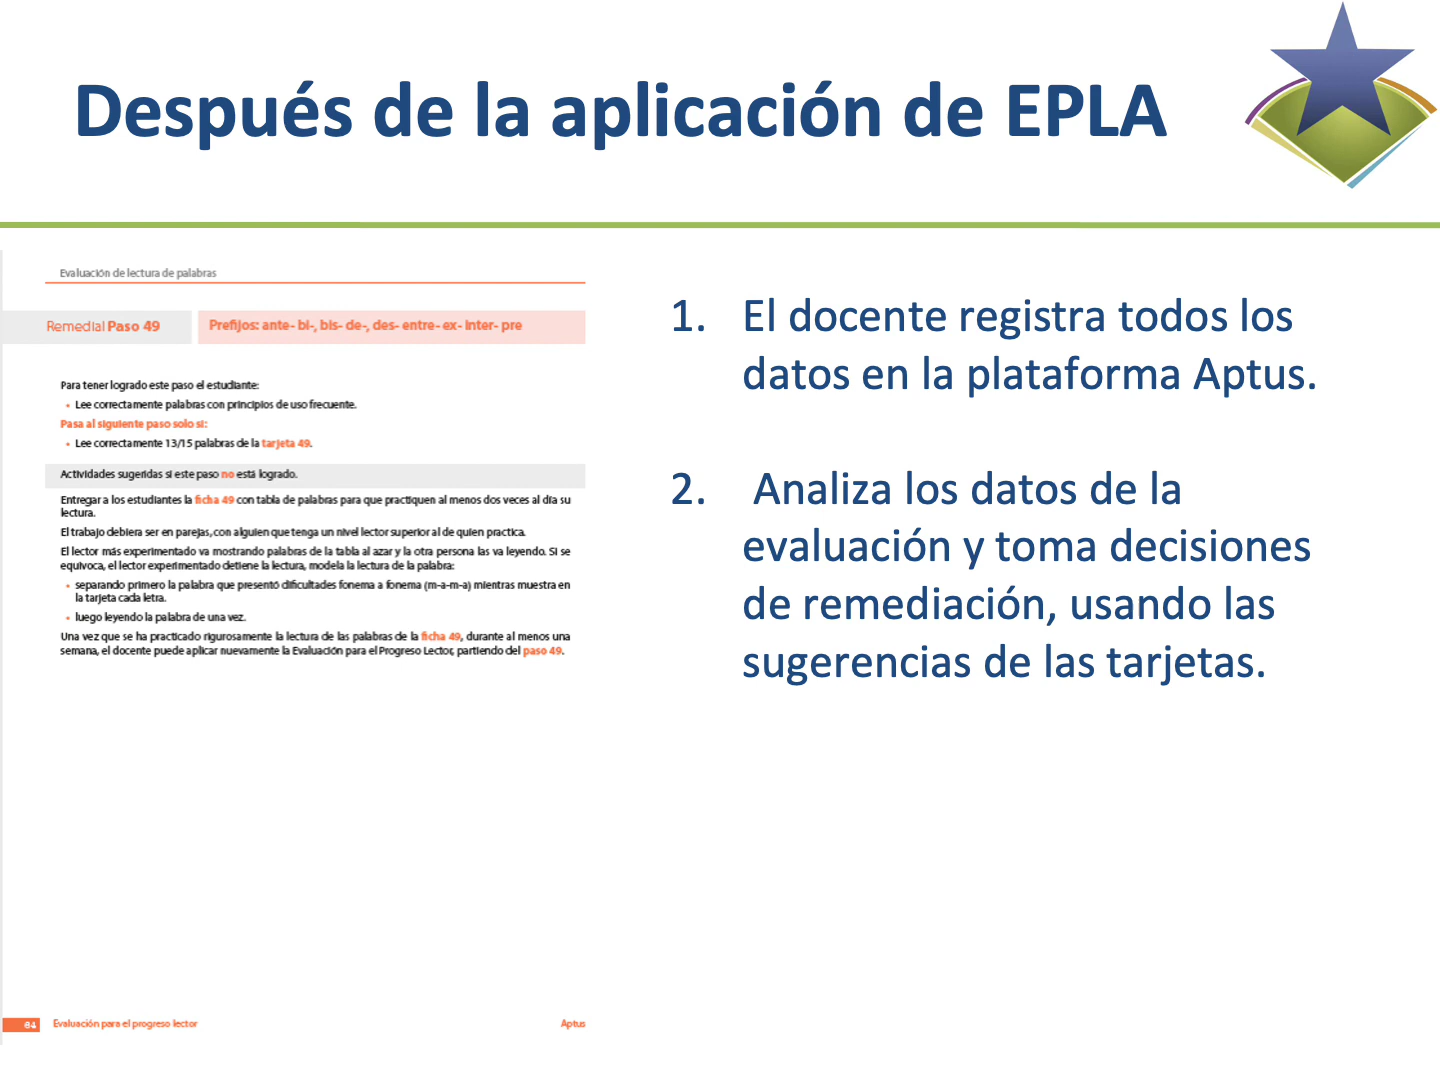 Después de la aplicación de EPLA
Evaluación de lectura de palabras
Remedial Paso 49
Prefijos: ante- bi-, bis- de-, des- entre- ex- inter- pre
Para tener logrado este paso el estudiante:
• Lee correctamente palabras con principios de uso frecuente.
Pasa al siguiente paso solo si:
• Lee correctamente 13/15 palabras de la tarjeta 49.
Actividades sugeridas si este paso no está logrado.
Entregar a los estudiantes la ficha 49 con tabla de palabras para que practiquen al menos dos veces al día su
lectura.
El trabajo debiera ser en parejas, con alguien que tenga un nivel lector superior al de quien practica.
El lector más experimentado va mostrando palabras de la tabla al azar y la otra persona las va leyendo. Si se
equivoca, el lector experimentado detiene la lectura, modela la lectura de la palabra:
• separando primero la palabra que presentó dificultades fonema a fonema (m-a-m-a) mientras muestra en
la tarjeta cada letra.
• luego leyendo la palabra de una vez.
Una vez que se ha practicado rigurosamente la lectura de las palabras de la ficha 49, durante al menos una
semana, el docente puede aplicar nuevamente la Evaluación para el Progreso Lector, partiendo del paso 49.
64 Evaluación para el progreso lector
Aptus
1. El docente registra todos los
datos en la plataforma Aptus.
2. Analiza los datos de la
evaluación y toma decisiones
de remediación, usando las
sugerencias de las tarjetas.